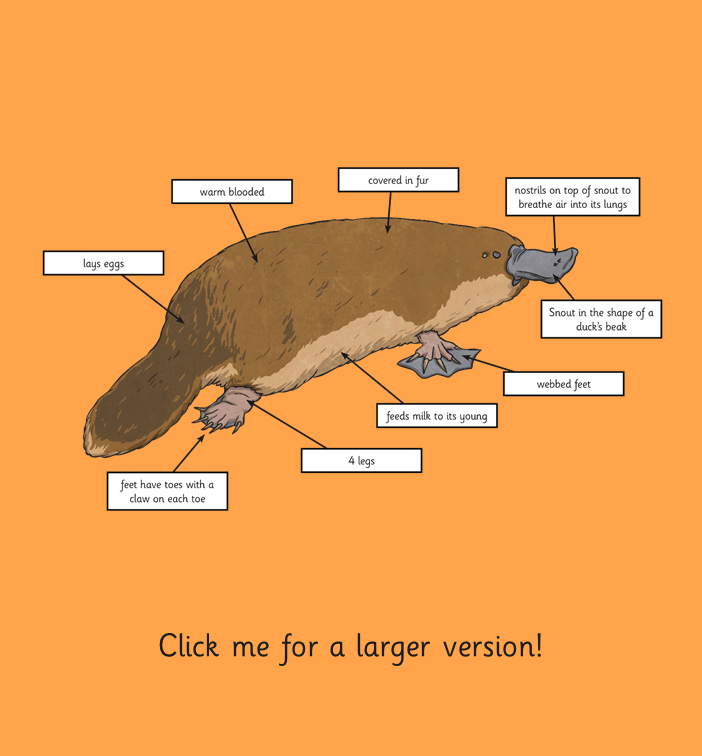 covered in fur
warm blooded
nostrils on top of snout to
breathe air into its lungs
lays eggs
Snout in the shape of a
duck's beak
webbed feet
feeds milk to its young
4 legs
feet have toes with a
claw on each toe
Click me for a larger version!